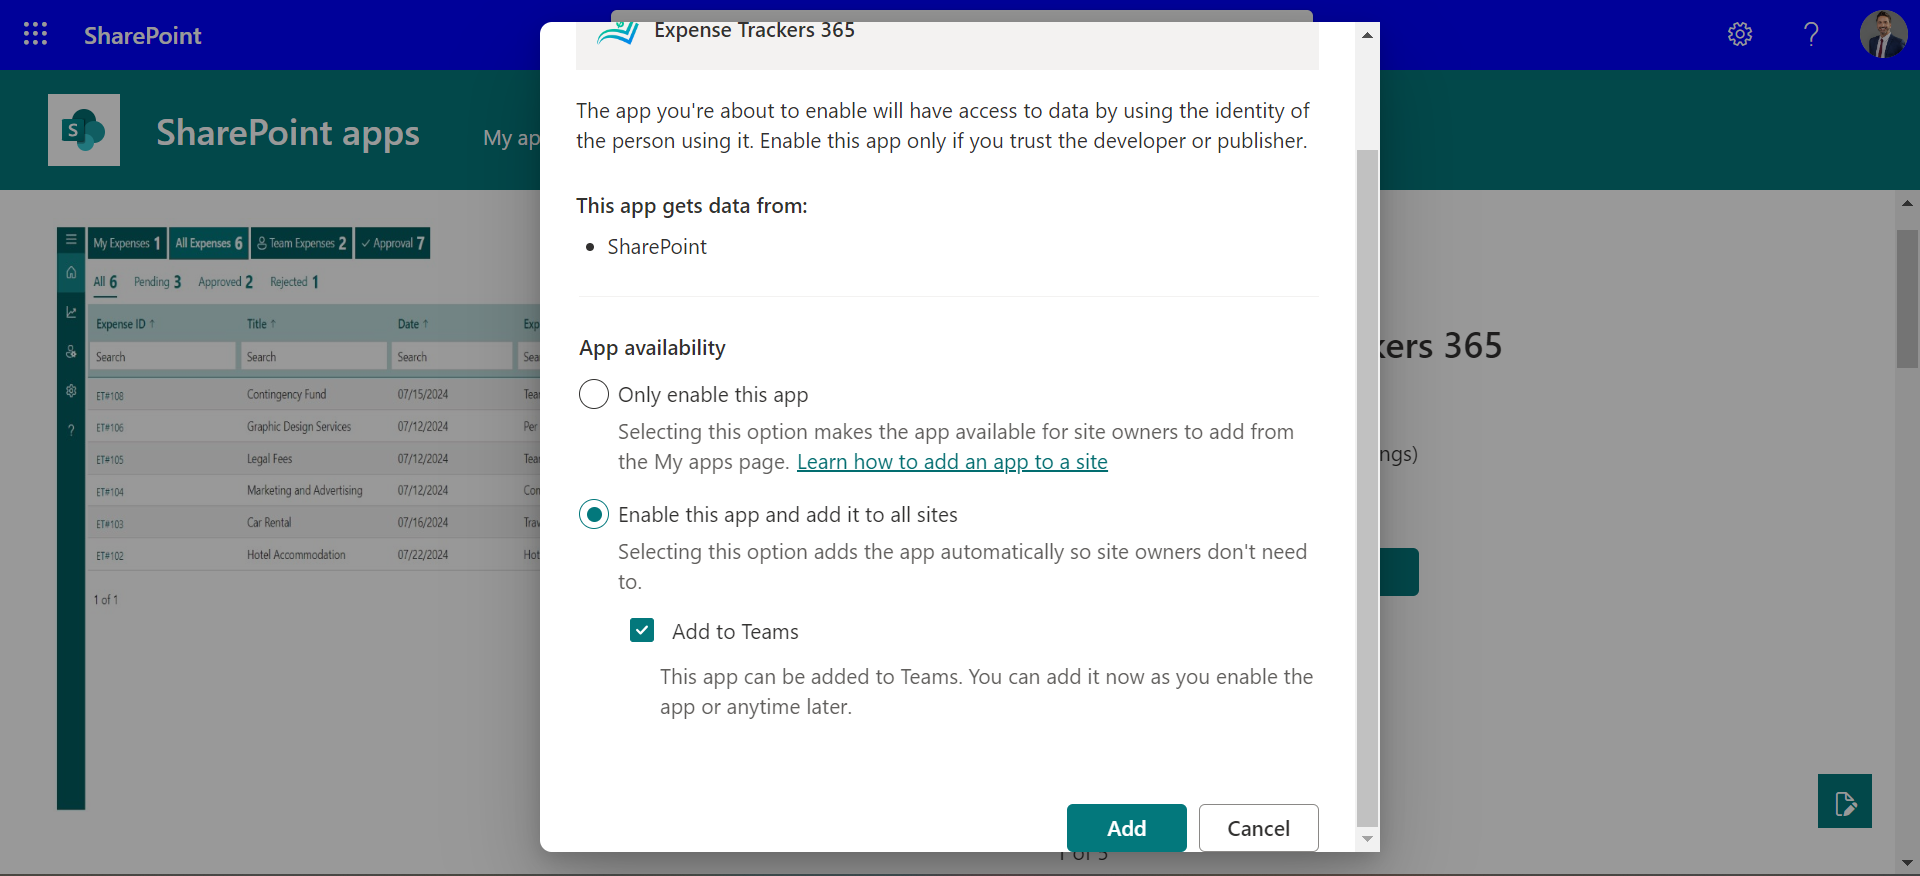 SharePoint
S
SharePoint apps
My ap
Expense Trackers 365
The app you're about to enable will have access to data by using the identity of
the person using it. Enable this app only if you trust the developer or publisher.
This app gets data from:
• SharePoint
App availability
Only enable this app
Selecting this option makes the app available for site owners to add from
the My apps page. Learn how to add an app to a site
Enable this app and add it to all sites
Selecting this option adds the app automatically so site owners don't need
to.
Add to Teams
This app can be added to Teams. You can add it now as you enable the
app or anytime later.
Add Cancel
My Expenses 1 All Expenses 6 Team Expenses 2 Approval 7
All 6 Pending 3 Approved 2 Rejected 1
Expense ID ↑ Title ↑ Date ↑ Exp
Search Search Search Sea
ET#108 Contingency Fund 07/15/2024 Tea
ET#106 Graphic Design Services 07/12/2024 Per
ET#105 Legal Fees 07/12/2024 Tea
ET#104 Marketing and Advertising 07/12/2024 Con
ET#103 Car Rental 07/16/2024 Trav
ET#102 Hotel Accommodation 07/22/2024 Hot
1 of 1
kers 365
ngs)
1 of 5